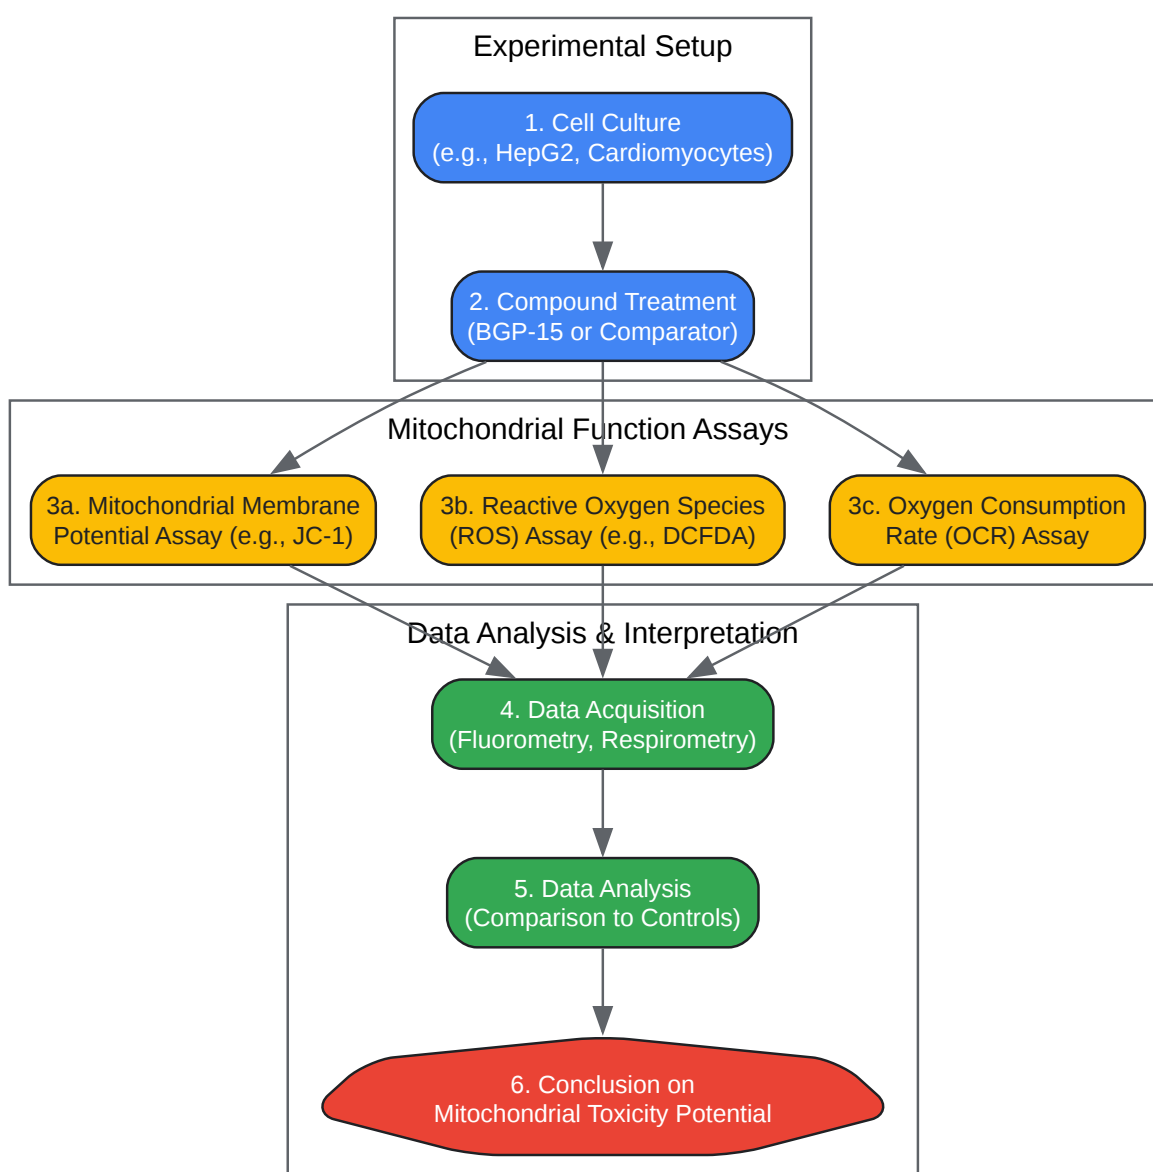 Experimental Setup
1. Cell Culture
(e.g., HepG2, Cardiomyocytes)
2. Compound Treatment
(BGP-15 or Comparator)
Mitochondrial Function Assays
3a. Mitochondrial Membrane
Potential Assay (e.g., JC-1)
3b. Reactive Oxygen Species
(ROS) Assay (e.g., DCFDA)
3c. Oxygen Consumption
Rate (OCR) Assay
Data Analysis & Interpretation
4. Data Acquisition
(Fluorometry, Respirometry)
5. Data Analysis
(Comparison to Controls)
6. Conclusion on
Mitochondrial Toxicity Potential